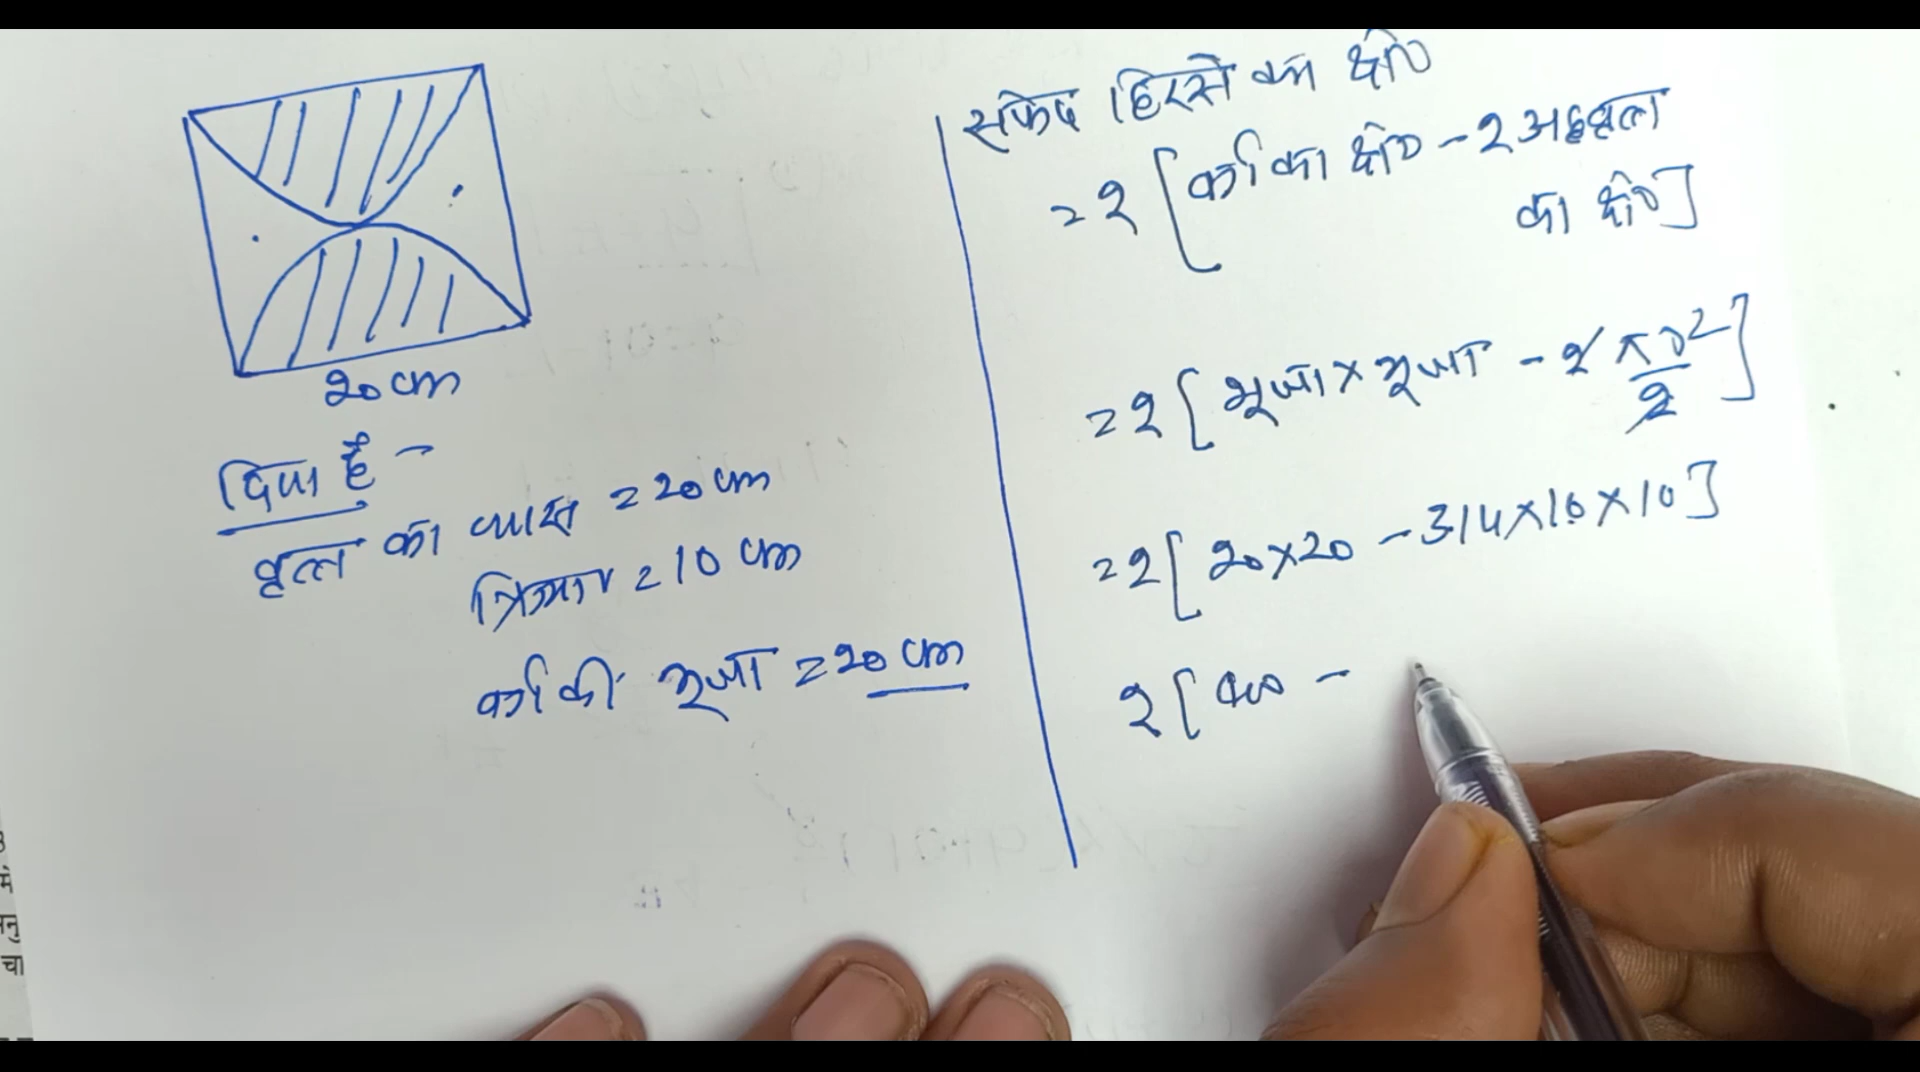 20 cm
दिया है -
वृत्त का व्यास = 20 cm
त्रिज्या = 10 cm
वर्ग की भूजा = 20 cm
सफेद हिस्से का क्षे०
= 2 [ वर्ग का क्षे० - 2 अर्द्धवृत्त
का क्षे० ]
= 2 [ भूजा × भूजा - 2 πr²/2 ]
= 2 [ 20×20 - 3.14×10×10 ]
2 [ 400 -
में
नु
चा